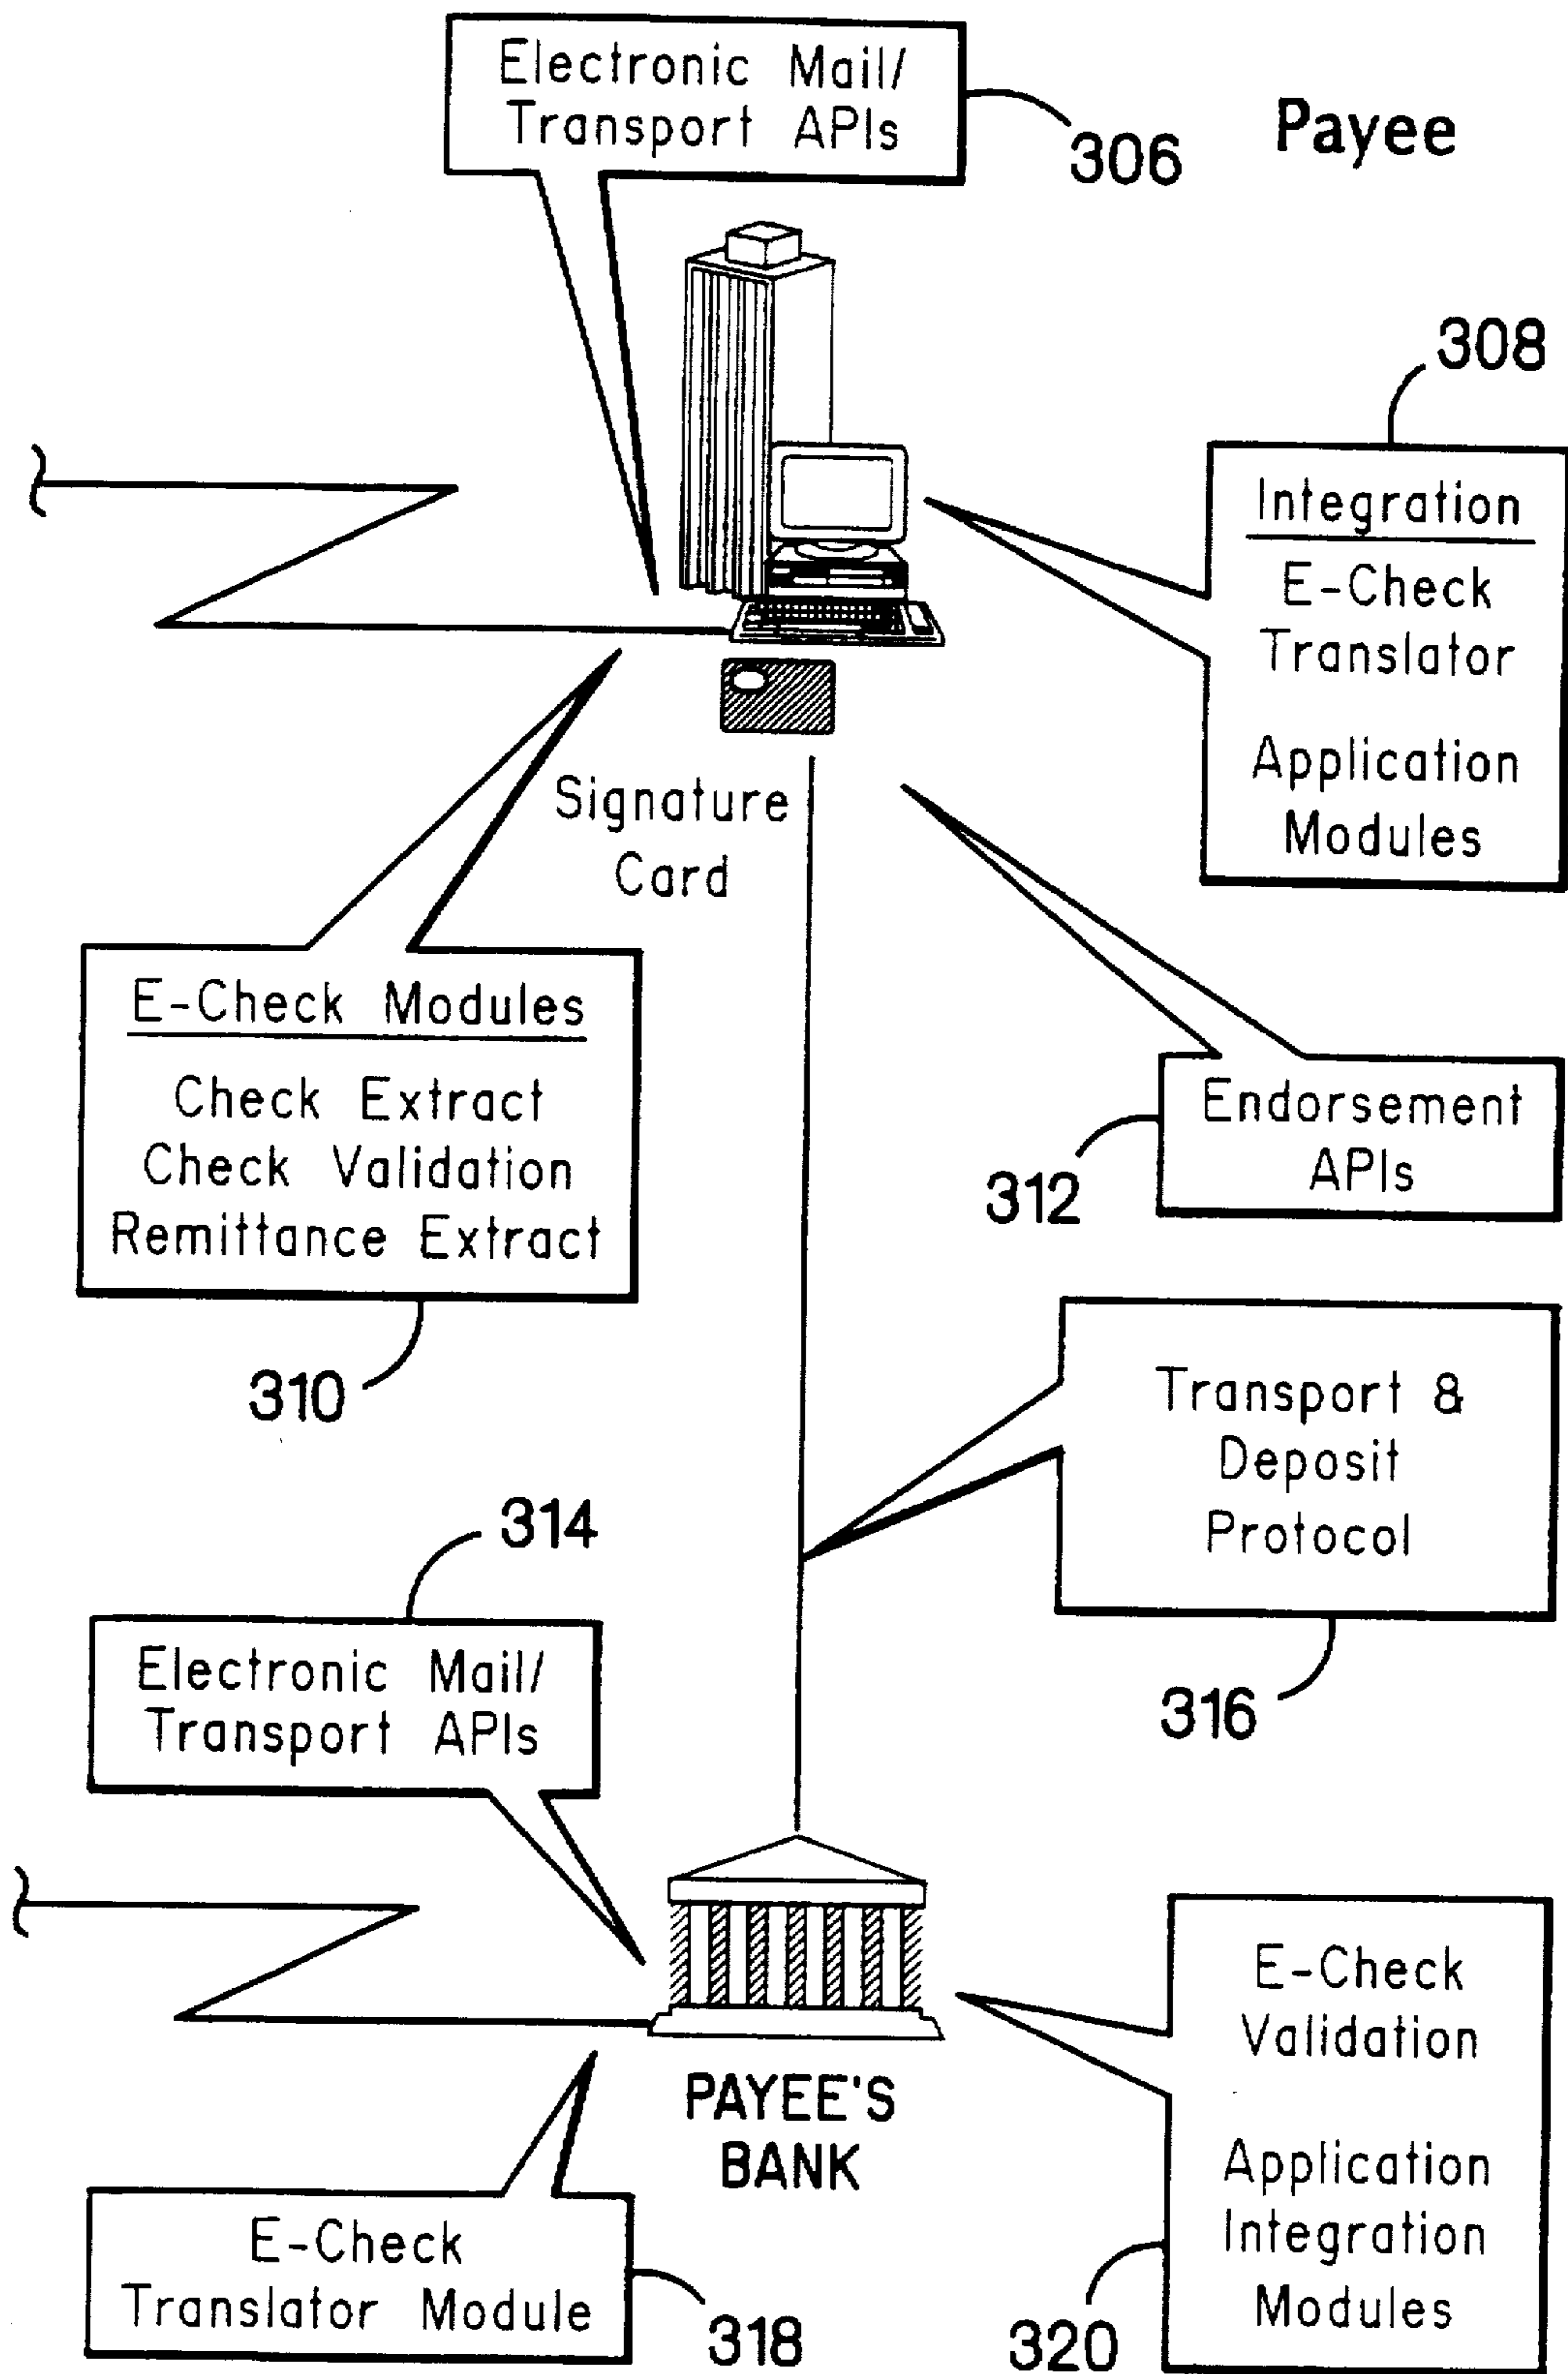 Electronic Mail/
Transport APIs
306
Payee
308
Integration
E-Check
Translator
Application
Modules
Signature
Card
E-Check Modules
Check Extract
Check Validation
Remittance Extract
310
Endorsement
APIs
312
Transport &
Deposit
Protocol
316
314
Electronic Mail/
Transport APIs
PAYEE'S
BANK
E-Check
Validation
Application
Integration
Modules
320
E-Check
Translator Module
318